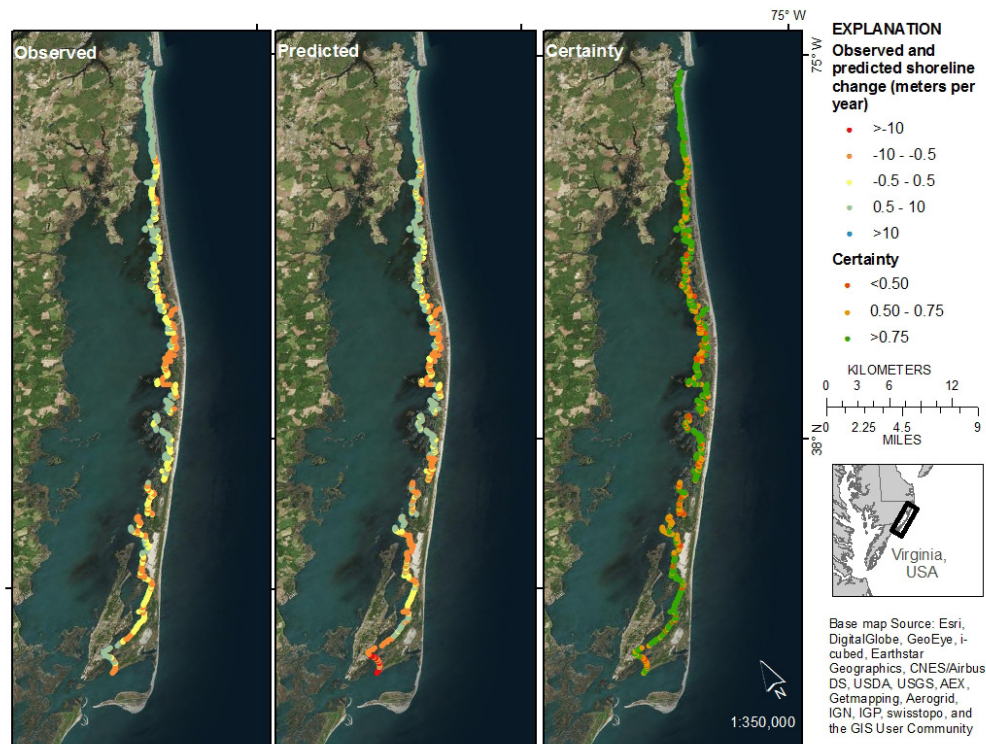 Observed
Predicted
Certainty
75° W
75° W
38° N
EXPLANATION
Observed and
predicted shoreline
change (meters per
year)
>-10
-10 - -0.5
-0.5 - 0.5
0.5 - 10
>10
Certainty
<0.50
0.50 - 0.75
>0.75
KILOMETERS
0 3 6 12
0 2.25 4.5 9
MILES
Virginia,
USA
N
1:350,000
Base map Source: Esri,
DigitalGlobe, GeoEye, i-
cubed, Earthstar
Geographics, CNES/Airbus
DS, USDA, USGS, AEX,
Getmapping, Aerogrid,
IGN, IGP, swisstopo, and
the GIS User Community